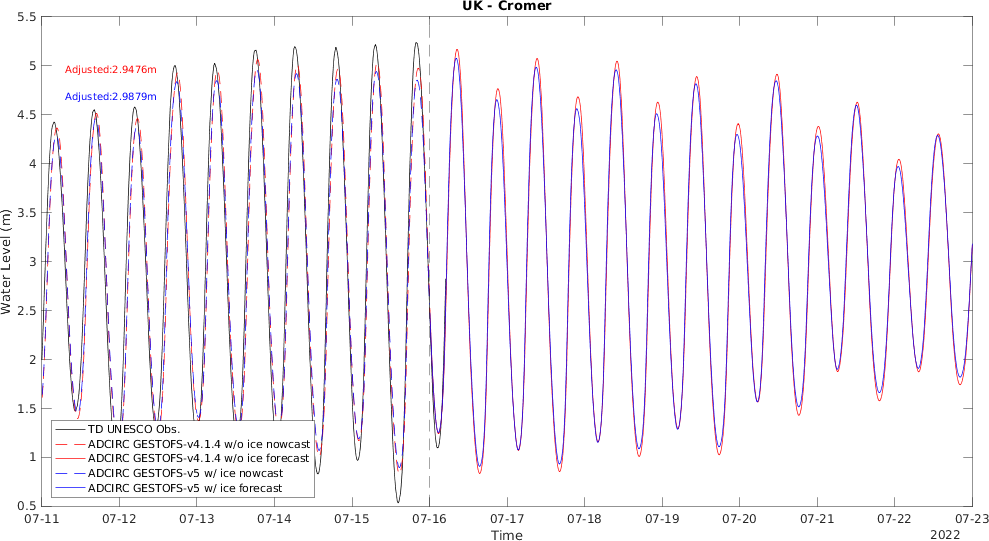 UK - Cromer
5.5
5
4.5
4
3.5
3
2.5
2
1.5
1
0.5
Water Level (m)
Adjusted:2.9476m
Adjusted:2.9879m
TD UNESCO Obs.
ADCIRC GESTOFS-v4.1.4 w/o ice nowcast
ADCIRC GESTOFS-v4.1.4 w/o ice forecast
ADCIRC GESTOFS-v5 w/ ice nowcast
ADCIRC GESTOFS-v5 w/ ice forecast
07-11 07-12 07-13 07-14 07-15 07-16 07-17 07-18 07-19 07-20 07-21 07-22 07-23
Time
2022